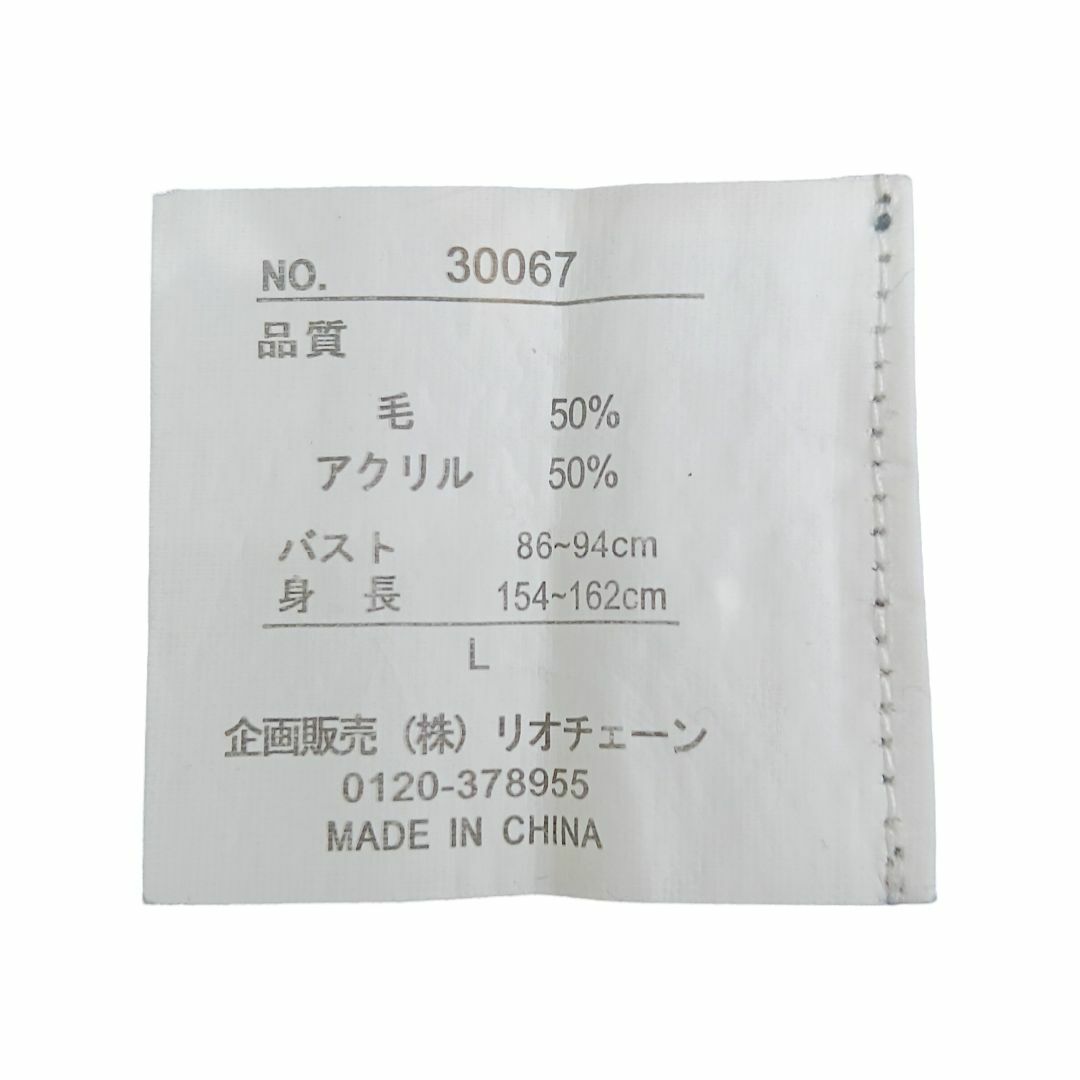 NO. 30067
品質
毛 50%
アクリル 50%
バスト 86~94cm
身 長 154~162cm
L
企画販売（株）リオチェーン
0120-378955
MADE IN CHINA